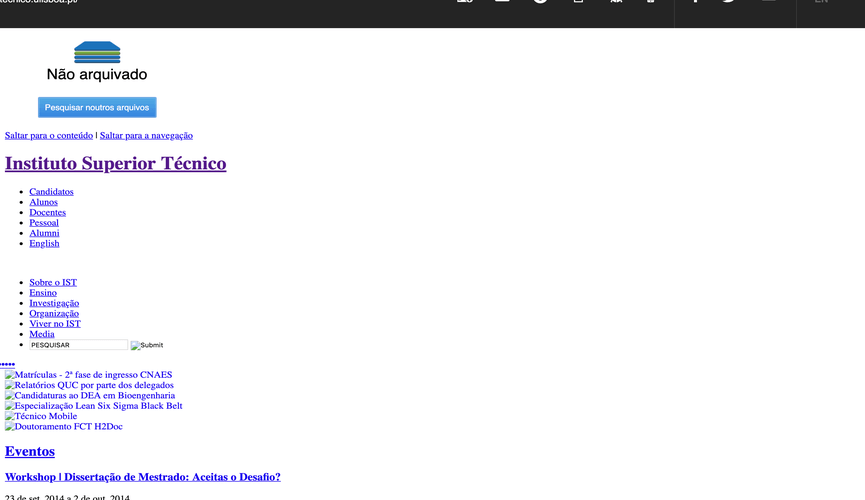 tecnico.ulisboa.pt/
EN
Não arquivado
Pesquisar noutros arquivos
Saltar para o conteúdo | Saltar para a navegação
Instituto Superior Técnico
Candidatos
Alunos
Docentes
Pessoal
Alumni
English
Sobre o IST
Ensino
Investigação
Organização
Viver no IST
Media
PESQUISAR Submit
Matrículas - 2ª fase de ingresso CNAES
Relatórios QUC por parte dos delegados
Candidaturas ao DEA em Bioengenharia
Especialização Lean Six Sigma Black Belt
Técnico Mobile
Doutoramento FCT H2Doc
Eventos
Workshop | Dissertação de Mestrado: Aceitas o Desafio?
23 de set, 2014 a 2 de out, 2014